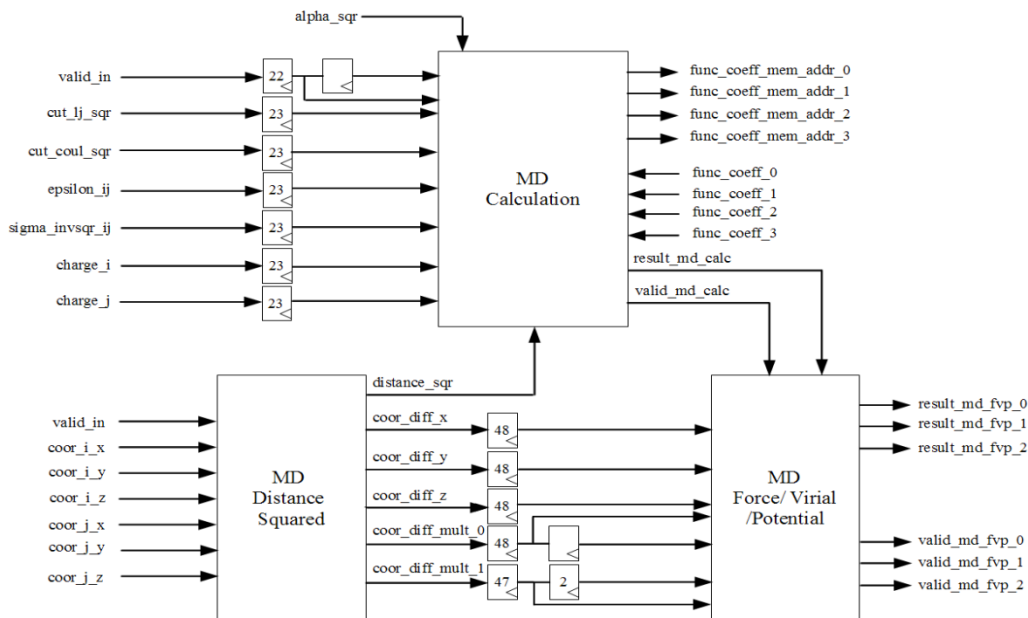 alpha_sqr
valid_in
22
cut_lj_sqr
23
cut_coul_sqr
23
epsilon_ij
23
sigma_invsqr_ij
23
charge_i
23
charge_j
23
MD
Calculation
func_coeff_mem_addr_0
func_coeff_mem_addr_1
func_coeff_mem_addr_2
func_coeff_mem_addr_3
func_coeff_0
func_coeff_1
func_coeff_2
func_coeff_3
result_md_calc
valid_md_calc
valid_in
coor_i_x
coor_i_y
coor_i_z
coor_j_x
coor_j_y
coor_j_z
MD
Distance
Squared
distance_sqr
coor_diff_x
48
coor_diff_y
48
coor_diff_z
48
coor_diff_mult_0
48
coor_diff_mult_1
47
2
MD
Force/ Virial
/Potential
result_md_fvp_0
result_md_fvp_1
result_md_fvp_2
valid_md_fvp_0
valid_md_fvp_1
valid_md_fvp_2